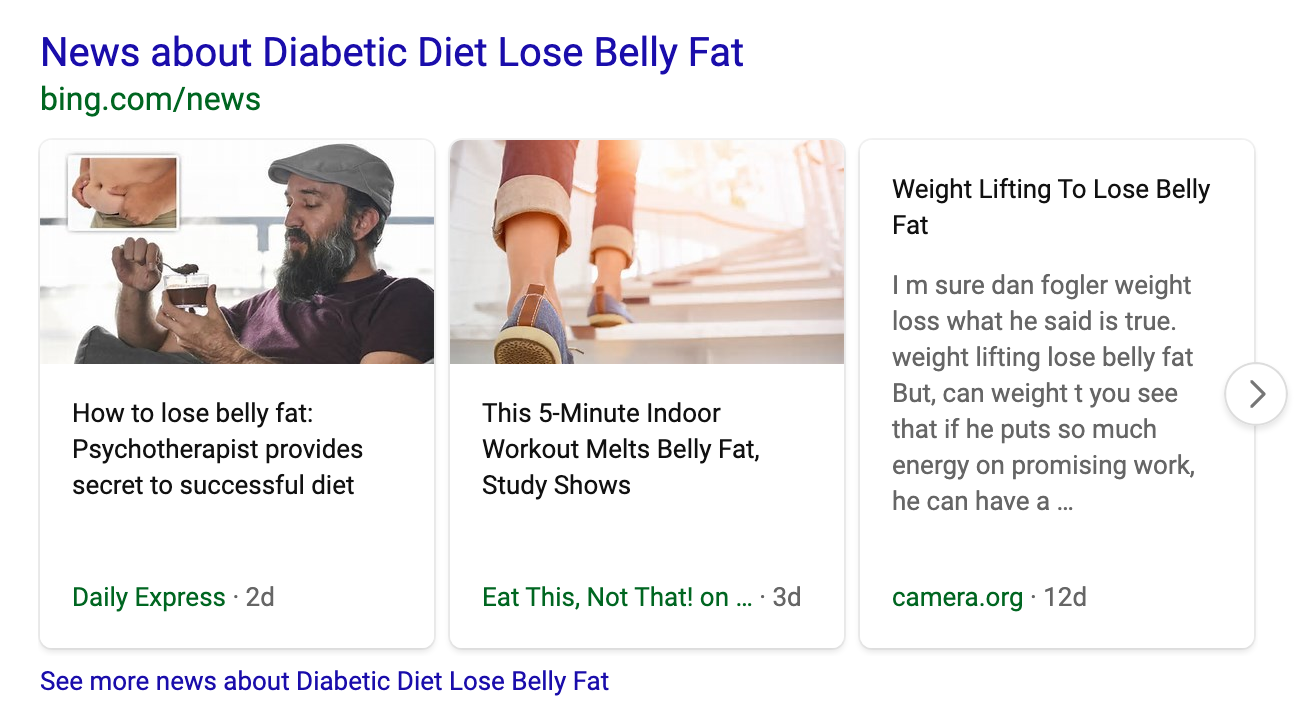 News about Diabetic Diet Lose Belly Fat
bing.com/news
How to lose belly fat:
Psychotherapist provides
secret to successful diet
Daily Express · 2d
This 5-Minute Indoor
Workout Melts Belly Fat,
Study Shows
Eat This, Not That! on ... · 3d
Weight Lifting To Lose Belly
Fat
I m sure dan fogler weight
loss what he said is true.
weight lifting lose belly fat
But, can weight t you see
that if he puts so much
energy on promising work,
he can have a ...
camera.org · 12d
See more news about Diabetic Diet Lose Belly Fat